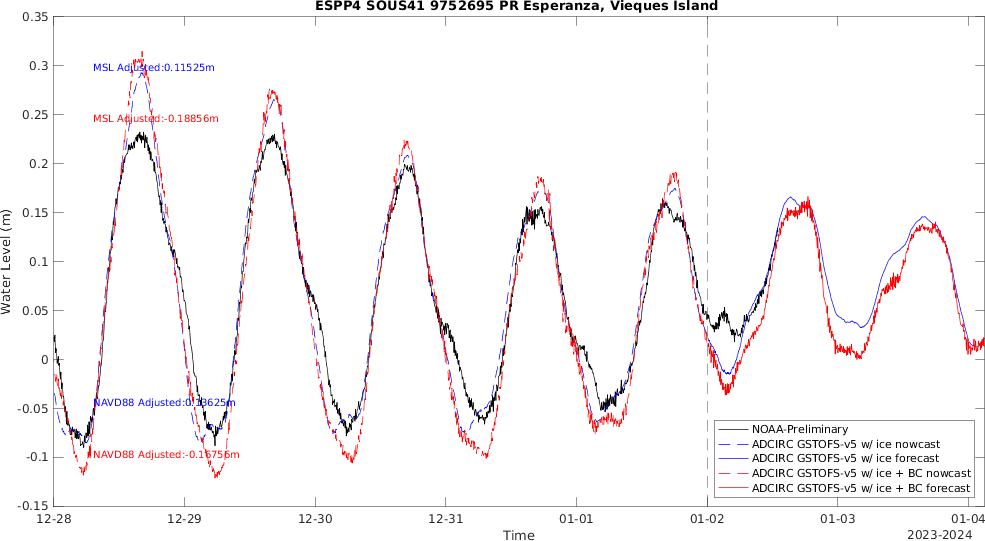 ESPP4 SOUS41 9752695 PR Esperanza, Vieques Island
0.35
0.3
0.25
0.2
0.15
0.1
0.05
0
-0.05
-0.1
-0.15
Water Level (m)
MSL Adjusted:0.11525m
MSL Adjusted:-0.18856m
NAVD88 Adjusted:0.13625m
NAVD88 Adjusted:-0.16756m
NOAA-Preliminary
ADCIRC GSTOFS-v5 w/ ice nowcast
ADCIRC GSTOFS-v5 w/ ice forecast
ADCIRC GSTOFS-v5 w/ ice + BC nowcast
ADCIRC GSTOFS-v5 w/ ice + BC forecast
12-28 12-29 12-30 12-31 01-01 01-02 01-03 01-04
Time
2023-2024